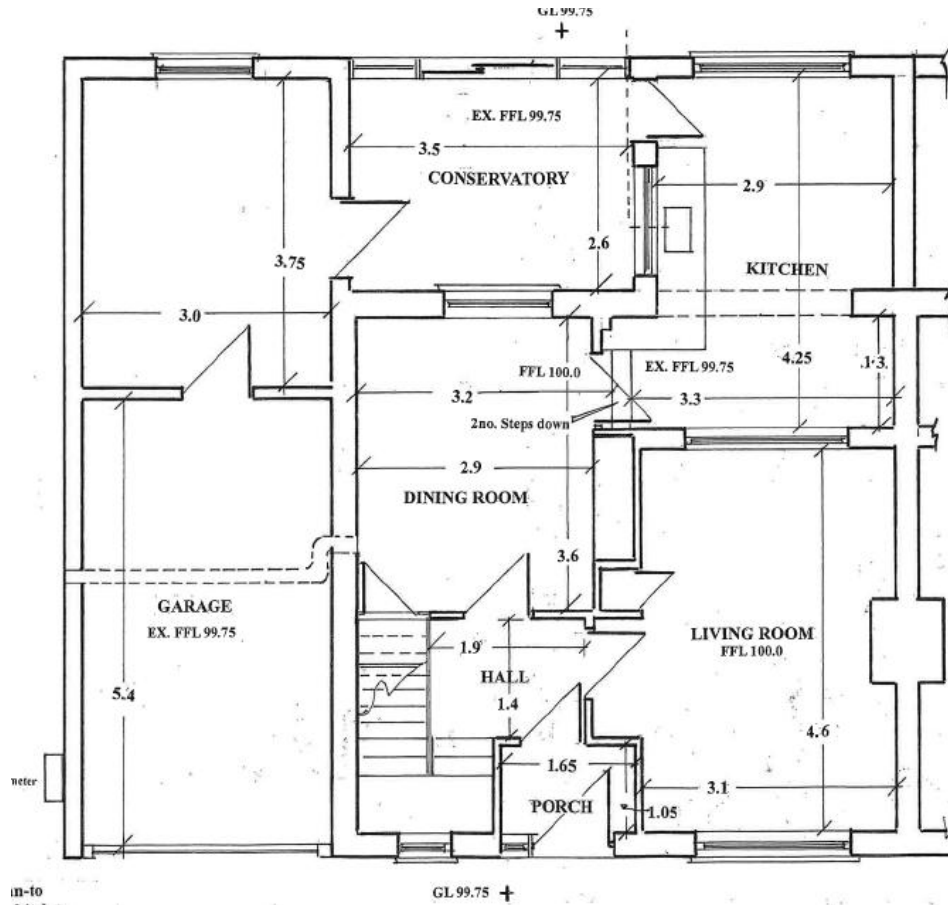 GL 99.75
EX. FFL 99.75
3.5
CONSERVATORY
2.9
2.6
KITCHEN
3.75
3.0
FFL 100.0
EX. FFL 99.75
4.25
1·3
3.2
3.3
2no. Steps down
2.9
DINING ROOM
3.6
GARAGE
EX. FFL 99.75
LIVING ROOM
FFL 100.0
1.9
HALL
5.4
1.4
4.6
1.65
3.1
meter
PORCH
1.05
GL 99.75